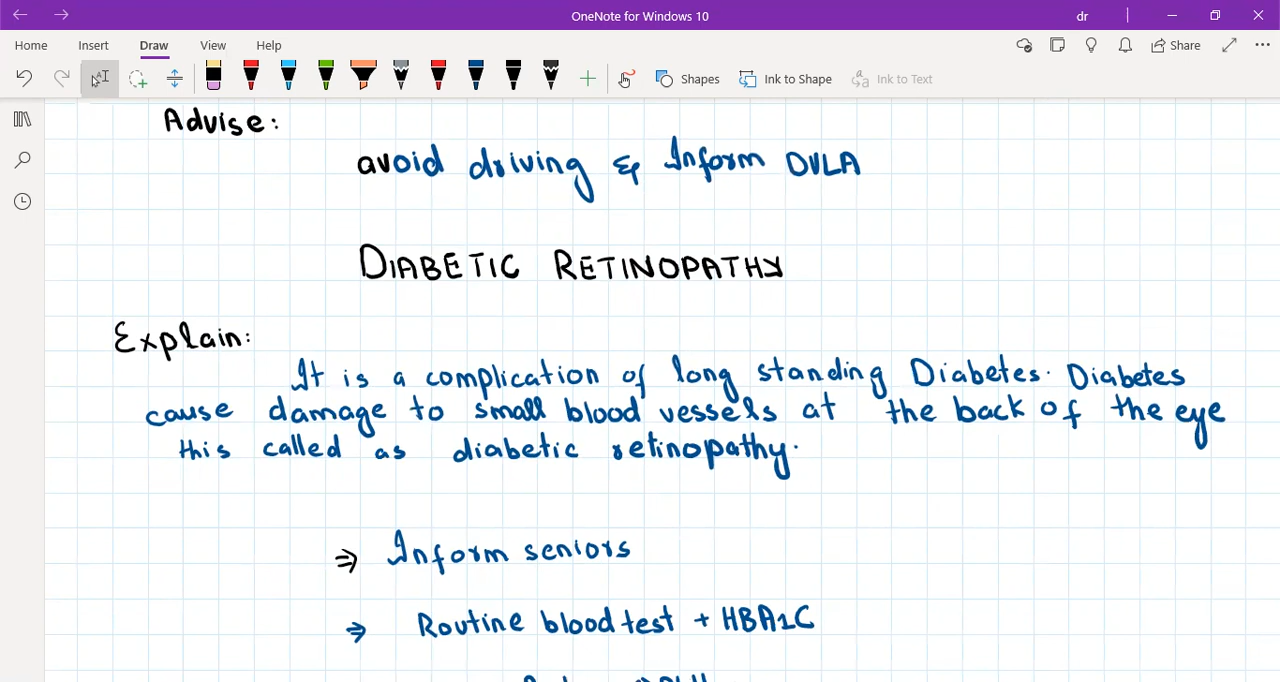 OneNote for Windows 10
dr
Home Insert Draw View Help
Share
Shapes
Ink to Shape
Ink to Text
Advise:
avoid driving & Inform DVLA
DIABETIC RETINOPATHY
Explain:
It is a complication of long standing Diabetes. Diabetes
cause damage to small blood vessels at the back of the eye
this called as diabetic retinopathy.
⇒ Inform seniors
⇒ Routine blood test + HBA1C